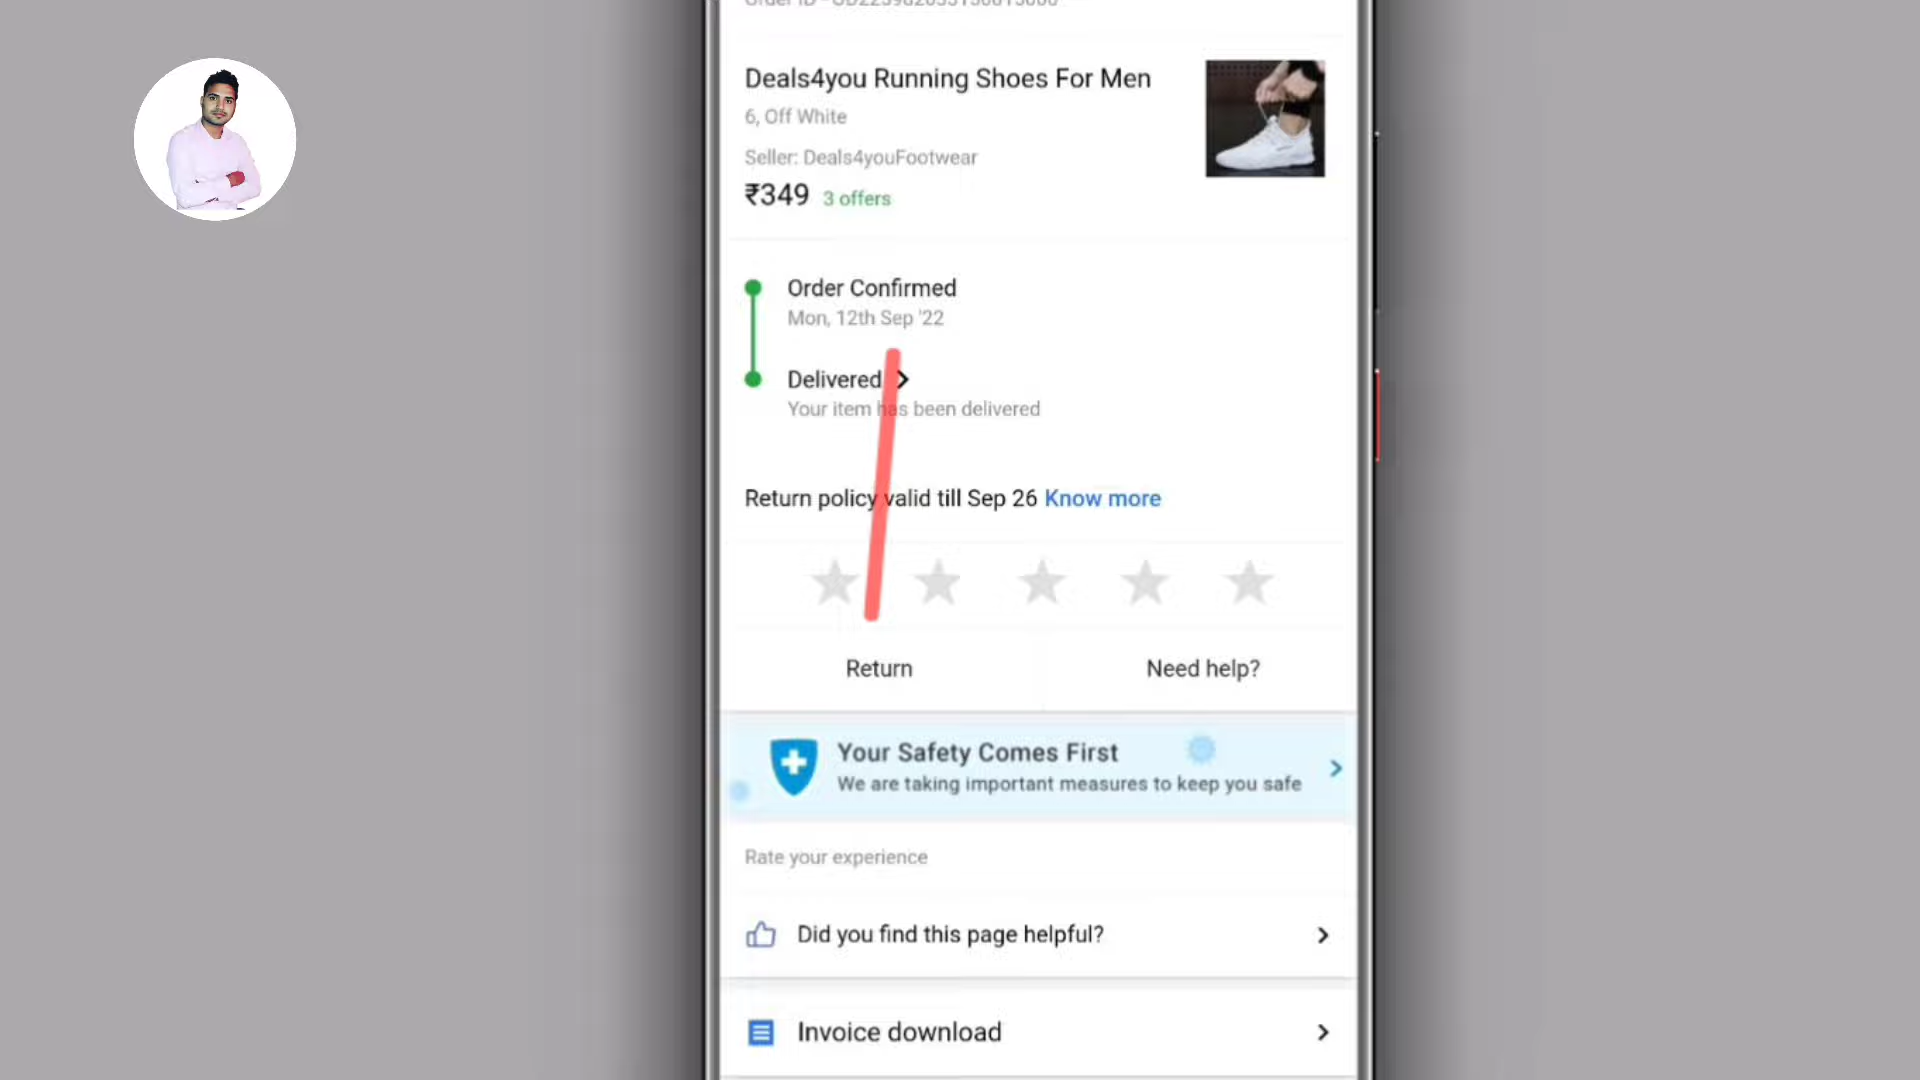 Order ID -
Deals4you Running Shoes For Men
6, Off White
Seller: Deals4youFootwear
₹349 3 offers
Order Confirmed
Mon, 12th Sep '22
Delivered
Your item has been delivered
Return policy valid till Sep 26 Know more
Return
Need help?
Your Safety Comes First
We are taking important measures to keep you safe
Rate your experience
Did you find this page helpful?
Invoice download